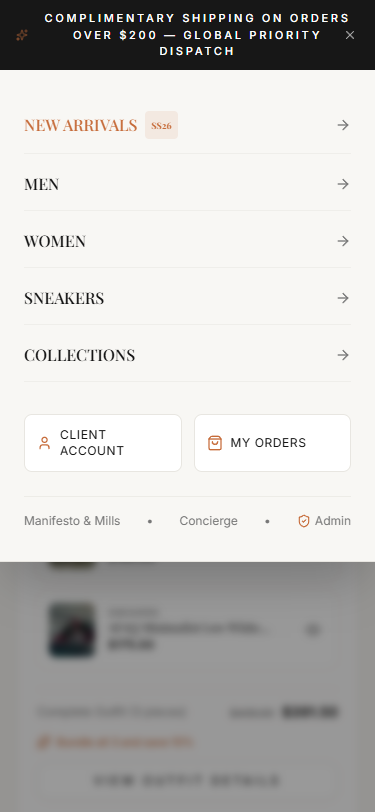 COMPLIMENTARY SHIPPING ON ORDERS
OVER $200 — GLOBAL PRIORITY
DISPATCH
NEW ARRIVALS SS26
MEN
WOMEN
SNEAKERS
COLLECTIONS
CLIENT
ACCOUNT
MY ORDERS
Manifesto & Mills • Concierge • Admin
VIEW OUTFIT DETAILS